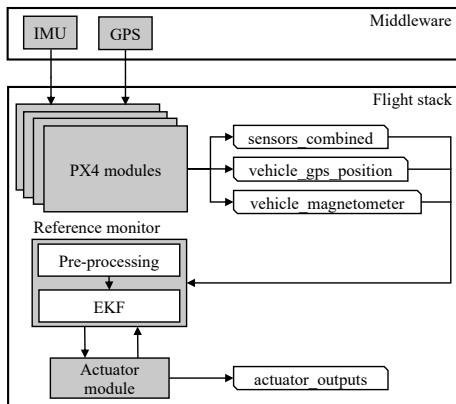 Middleware
IMU
GPS
Flight stack
PX4 modules
sensors_combined
vehicle_gps_position
vehicle_magnetometer
Reference monitor
Pre-processing
EKF
Actuator
module
actuator_outputs